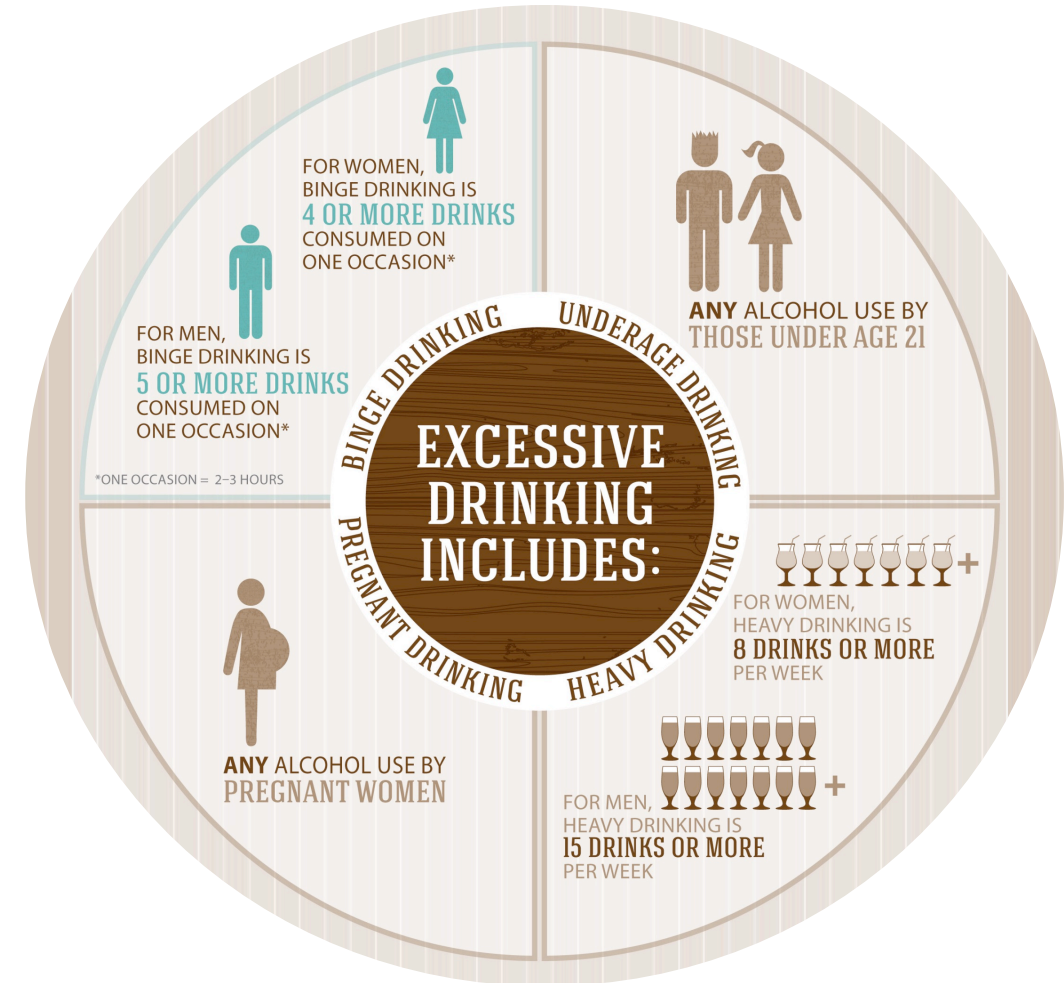 FOR WOMEN,
BINGE DRINKING IS
4 OR MORE DRINKS
CONSUMED ON
ONE OCCASION*
FOR MEN,
BINGE DRINKING IS
5 OR MORE DRINKS
CONSUMED ON
ONE OCCASION*
*ONE OCCASION = 2–3 HOURS
ANY ALCOHOL USE BY
THOSE UNDER AGE 21
BINGE DRINKING
UNDERAGE DRINKING
EXCESSIVE
DRINKING
INCLUDES:
PREGNANT DRINKING
HEAVY DRINKING
ANY ALCOHOL USE BY
PREGNANT WOMEN
+
FOR WOMEN,
HEAVY DRINKING IS
8 DRINKS OR MORE
PER WEEK
+
FOR MEN,
HEAVY DRINKING IS
15 DRINKS OR MORE
PER WEEK